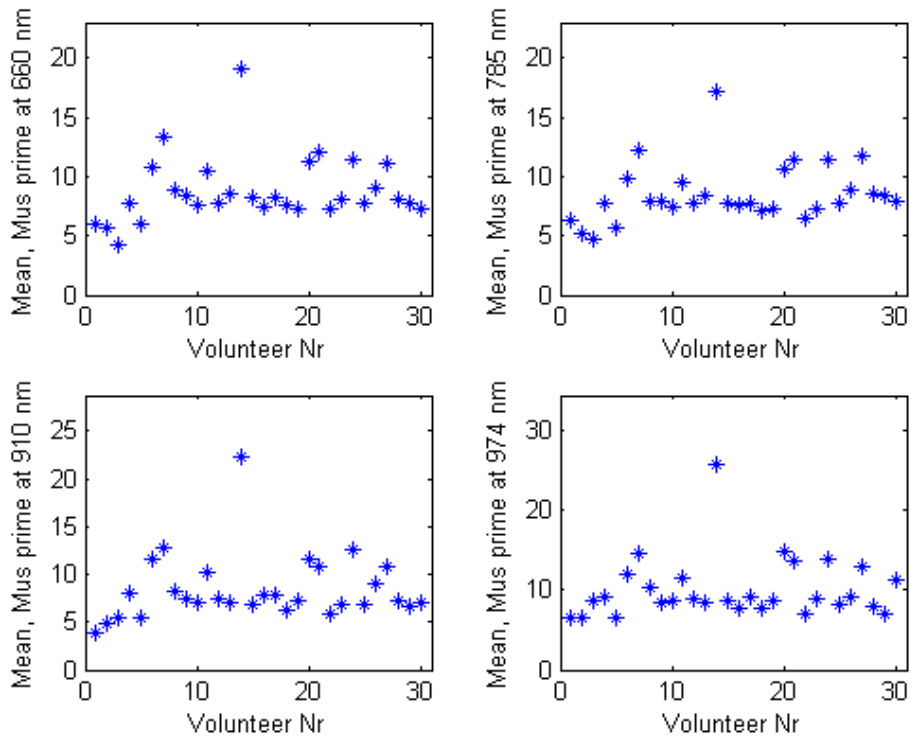 Mean, Mus prime at 660 nm
20
15
10
5
0
0 10 20 30
Volunteer Nr
Mean, Mus prime at 785 nm
20
15
10
5
0
0 10 20 30
Volunteer Nr
Mean, Mus prime at 910 nm
25
20
15
10
5
0
0 10 20 30
Volunteer Nr
Mean, Mus prime at 974 nm
30
20
10
0
0 10 20 30
Volunteer Nr